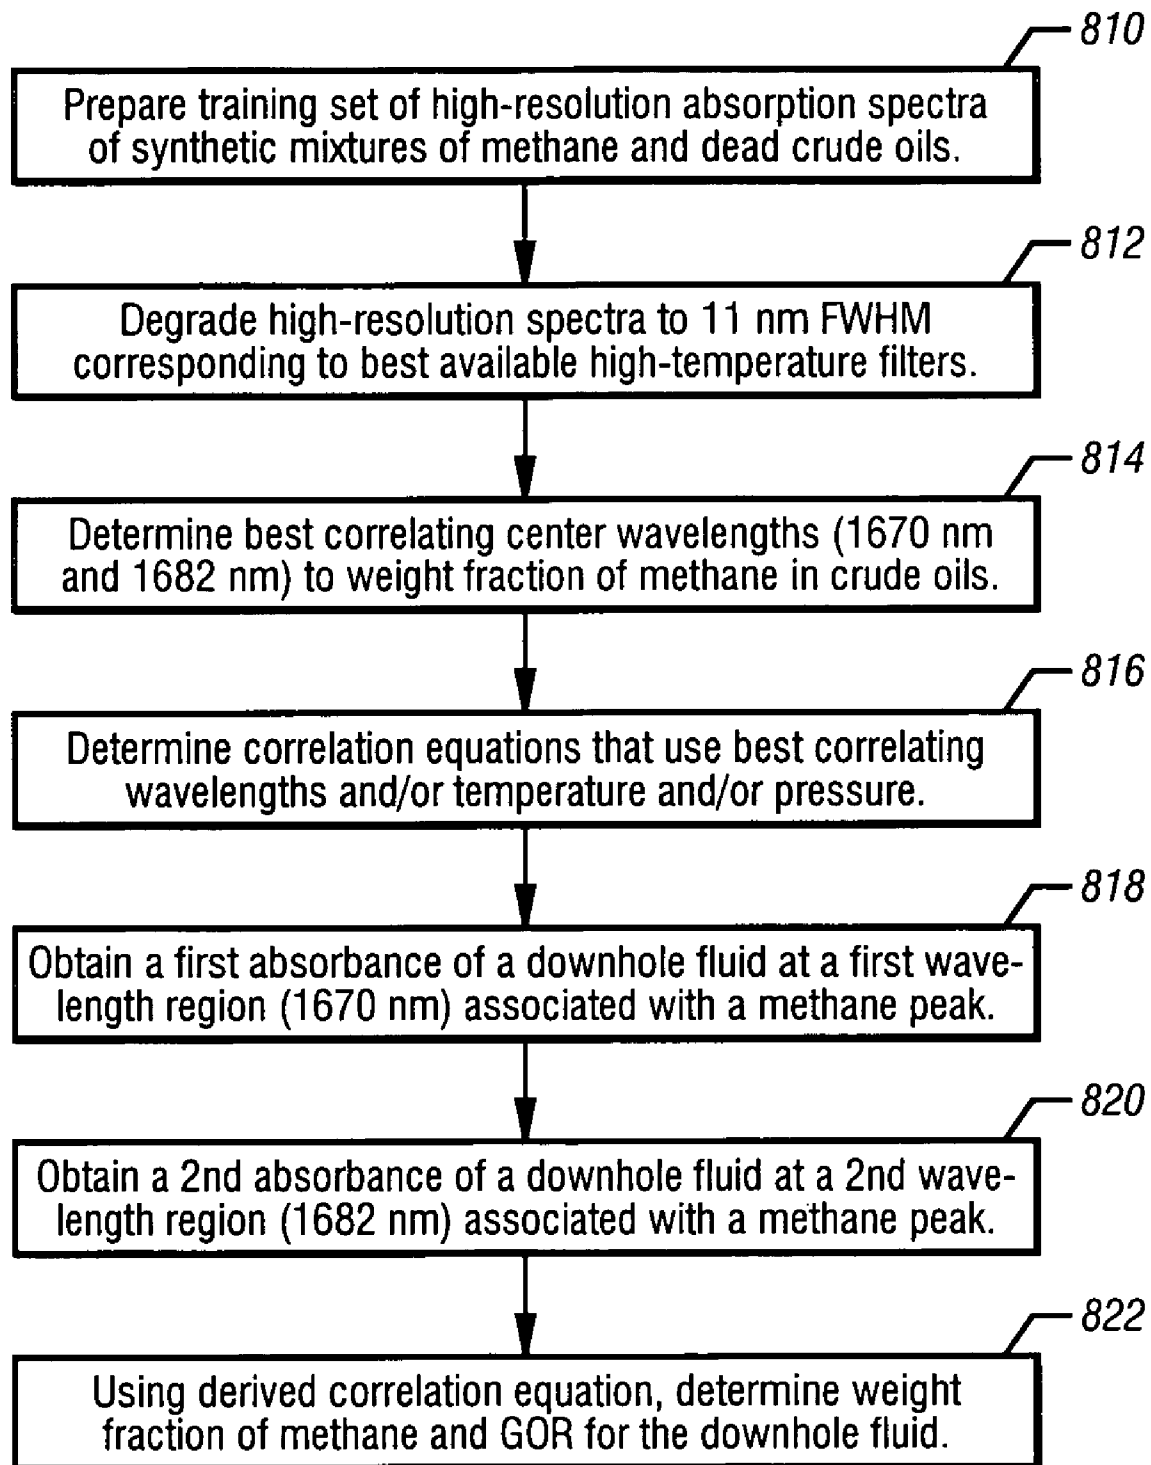 810
Prepare training set of high-resolution absorption spectra
of synthetic mixtures of methane and dead crude oils.
812
Degrade high-resolution spectra to 11 nm FWHM
corresponding to best available high-temperature filters.
814
Determine best correlating center wavelengths (1670 nm
and 1682 nm) to weight fraction of methane in crude oils.
816
Determine correlation equations that use best correlating
wavelengths and/or temperature and/or pressure.
818
Obtain a first absorbance of a downhole fluid at a first wave-
length region (1670 nm) associated with a methane peak.
820
Obtain a 2nd absorbance of a downhole fluid at a 2nd wave-
length region (1682 nm) associated with a methane peak.
822
Using derived correlation equation, determine weight
fraction of methane and GOR for the downhole fluid.